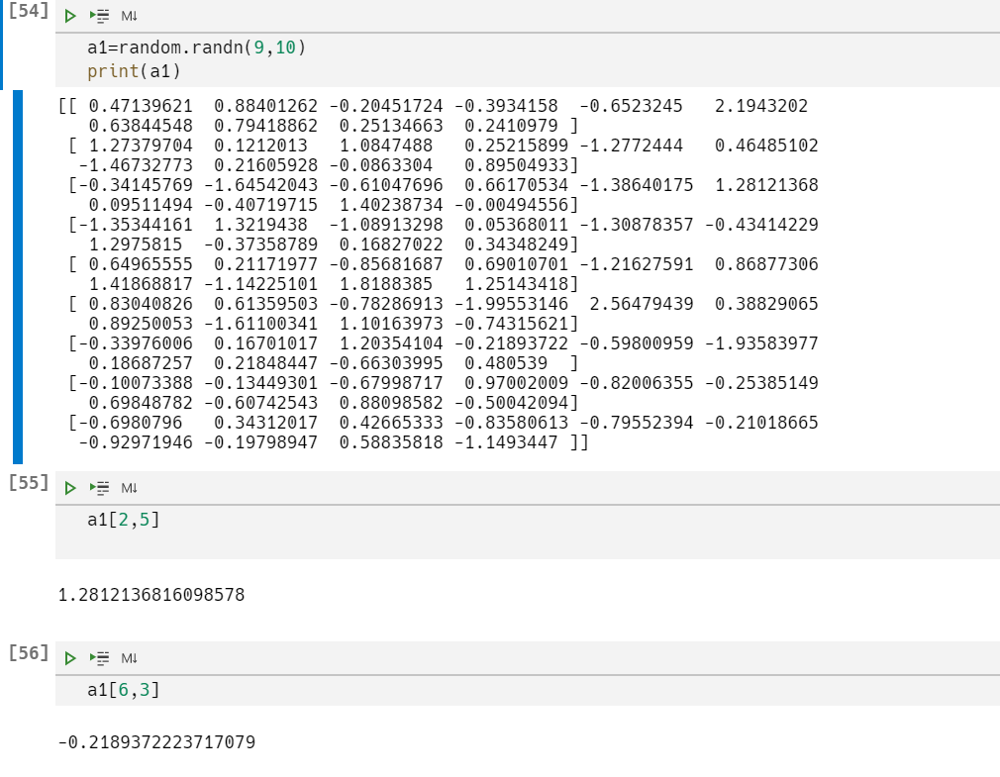 [54]
M↓
a1=random.randn(9,10)
print(a1)
[[ 0.47139621  0.88401262 -0.20451724 -0.3934158  -0.6523245   2.1943202
   0.63844548  0.79418862  0.25134663  0.2410979 ]
 [ 1.27379704  0.1212013   1.0847488   0.25215899 -1.2772444   0.46485102
  -1.46732773  0.21605928 -0.0863304   0.89504933]
 [-0.34145769 -1.64542043 -0.61047696  0.66170534 -1.38640175  1.28121368
   0.09511494 -0.40719715  1.40238734 -0.00494556]
 [-1.35344161  1.3219438  -1.08913298  0.05368011 -1.30878357 -0.43414229
   1.2975815  -0.37358789  0.16827022  0.34348249]
 [ 0.64965555  0.21171977 -0.85681687  0.69010701 -1.21627591  0.86877306
   1.41868817 -1.14225101  1.8188385   1.25143418]
 [ 0.83040826  0.61359503 -0.78286913 -1.99553146  2.56479439  0.38829065
   0.89250053 -1.61100341  1.10163973 -0.74315621]
 [-0.33976006  0.16701017  1.20354104 -0.21893722 -0.59800959 -1.93583977
   0.18687257  0.21848447 -0.66303995  0.480539  ]
 [-0.10073388 -0.13449301 -0.67998717  0.97002009 -0.82006355 -0.25385149
   0.69848782 -0.60742543  0.88098582 -0.50042094]
 [-0.6980796   0.34312017  0.42665333 -0.83580613 -0.79552394 -0.21018665
  -0.92971946 -0.19798947  0.58835818 -1.1493447 ]]
[55]
M↓
a1[2,5]
1.2812136816098578
[56]
M↓
a1[6,3]
-0.2189372223717079